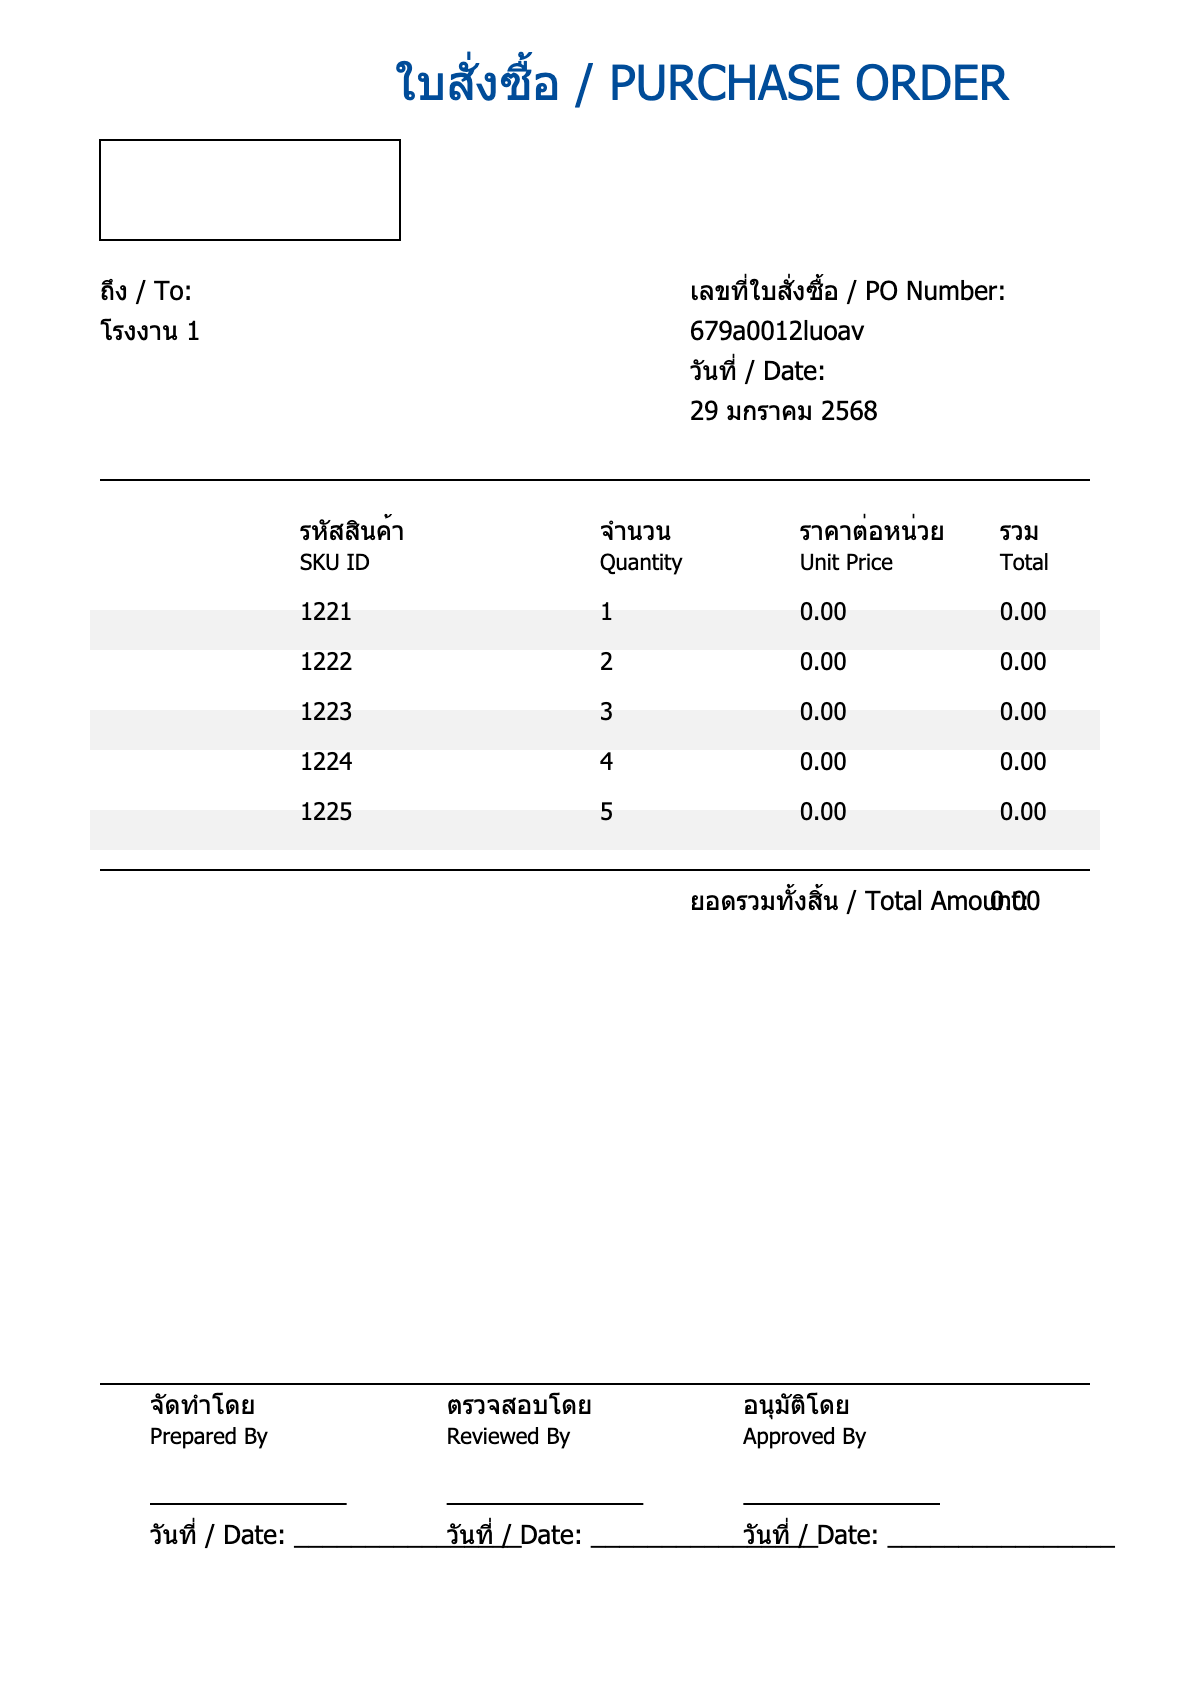 ใบสั่งซื้อ / PURCHASE ORDER
ถึง / To:
โรงงาน 1
เลขที่ใบสั่งซื้อ / PO Number:
679a0012luoav
วันที่ / Date:
29 มกราคม 2568
รหัสสินค้า จำนวน ราคาต่อหน่วย รวม
SKU ID Quantity Unit Price Total
1221 1 0.00 0.00
1222 2 0.00 0.00
1223 3 0.00 0.00
1224 4 0.00 0.00
1225 5 0.00 0.00
ยอดรวมทั้งสิ้น / Total Amount: 0.00
จัดทำโดย ตรวจสอบโดย อนุมัติโดย
Prepared By Reviewed By Approved By
วันที่ / Date: ________________ วันที่ / Date: ________________ วันที่ / Date: ________________